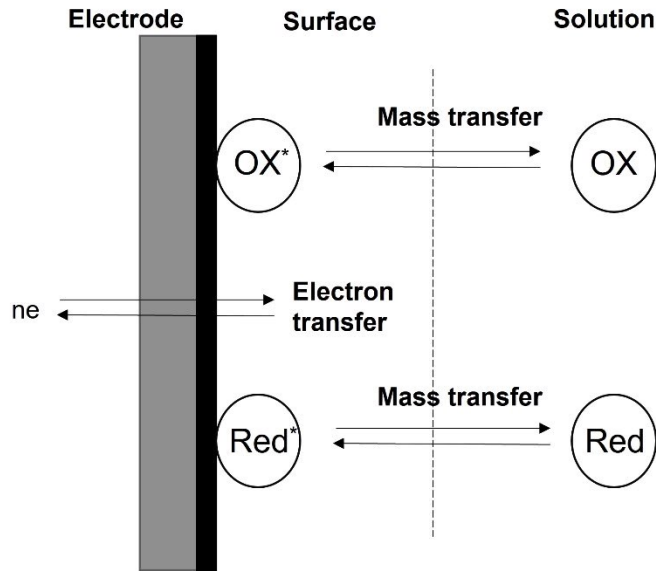 Electrode
Surface
Solution
Mass transfer
OX*
OX
ne
Electron
transfer
Mass transfer
Red*
Red